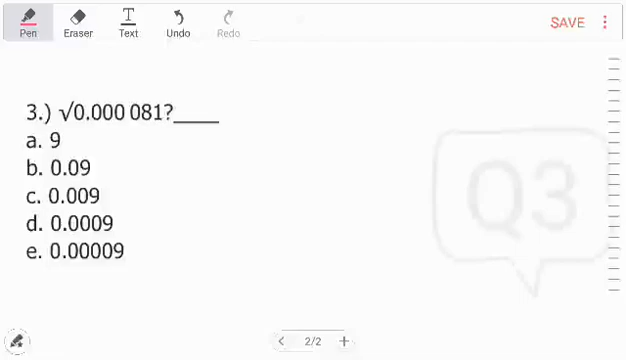 Pen Eraser Text Undo Redo SAVE
3.) √0.000 081?____
a. 9
b. 0.09
c. 0.009
d. 0.0009
e. 0.00009
Q3
2/2